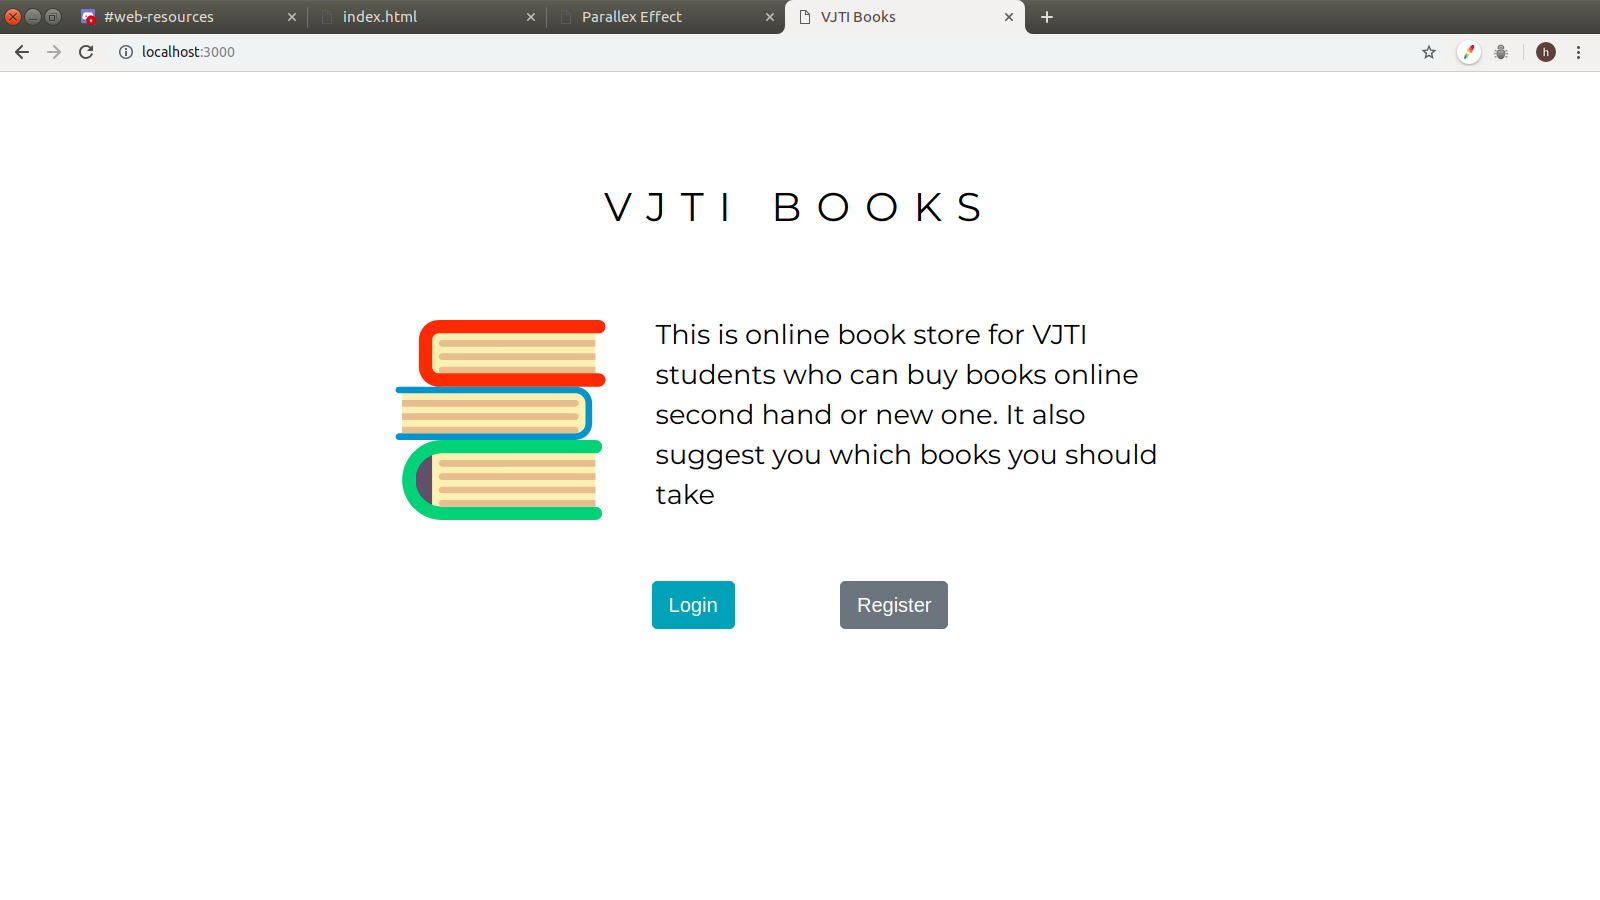 #web-resources
index.html
Parallex Effect
VJTI Books
localhost:3000
h
VJTI BOOKS
This is online book store for VJTI
students who can buy books online
second hand or new one. It also
suggest you which books you should
take
Login
Register